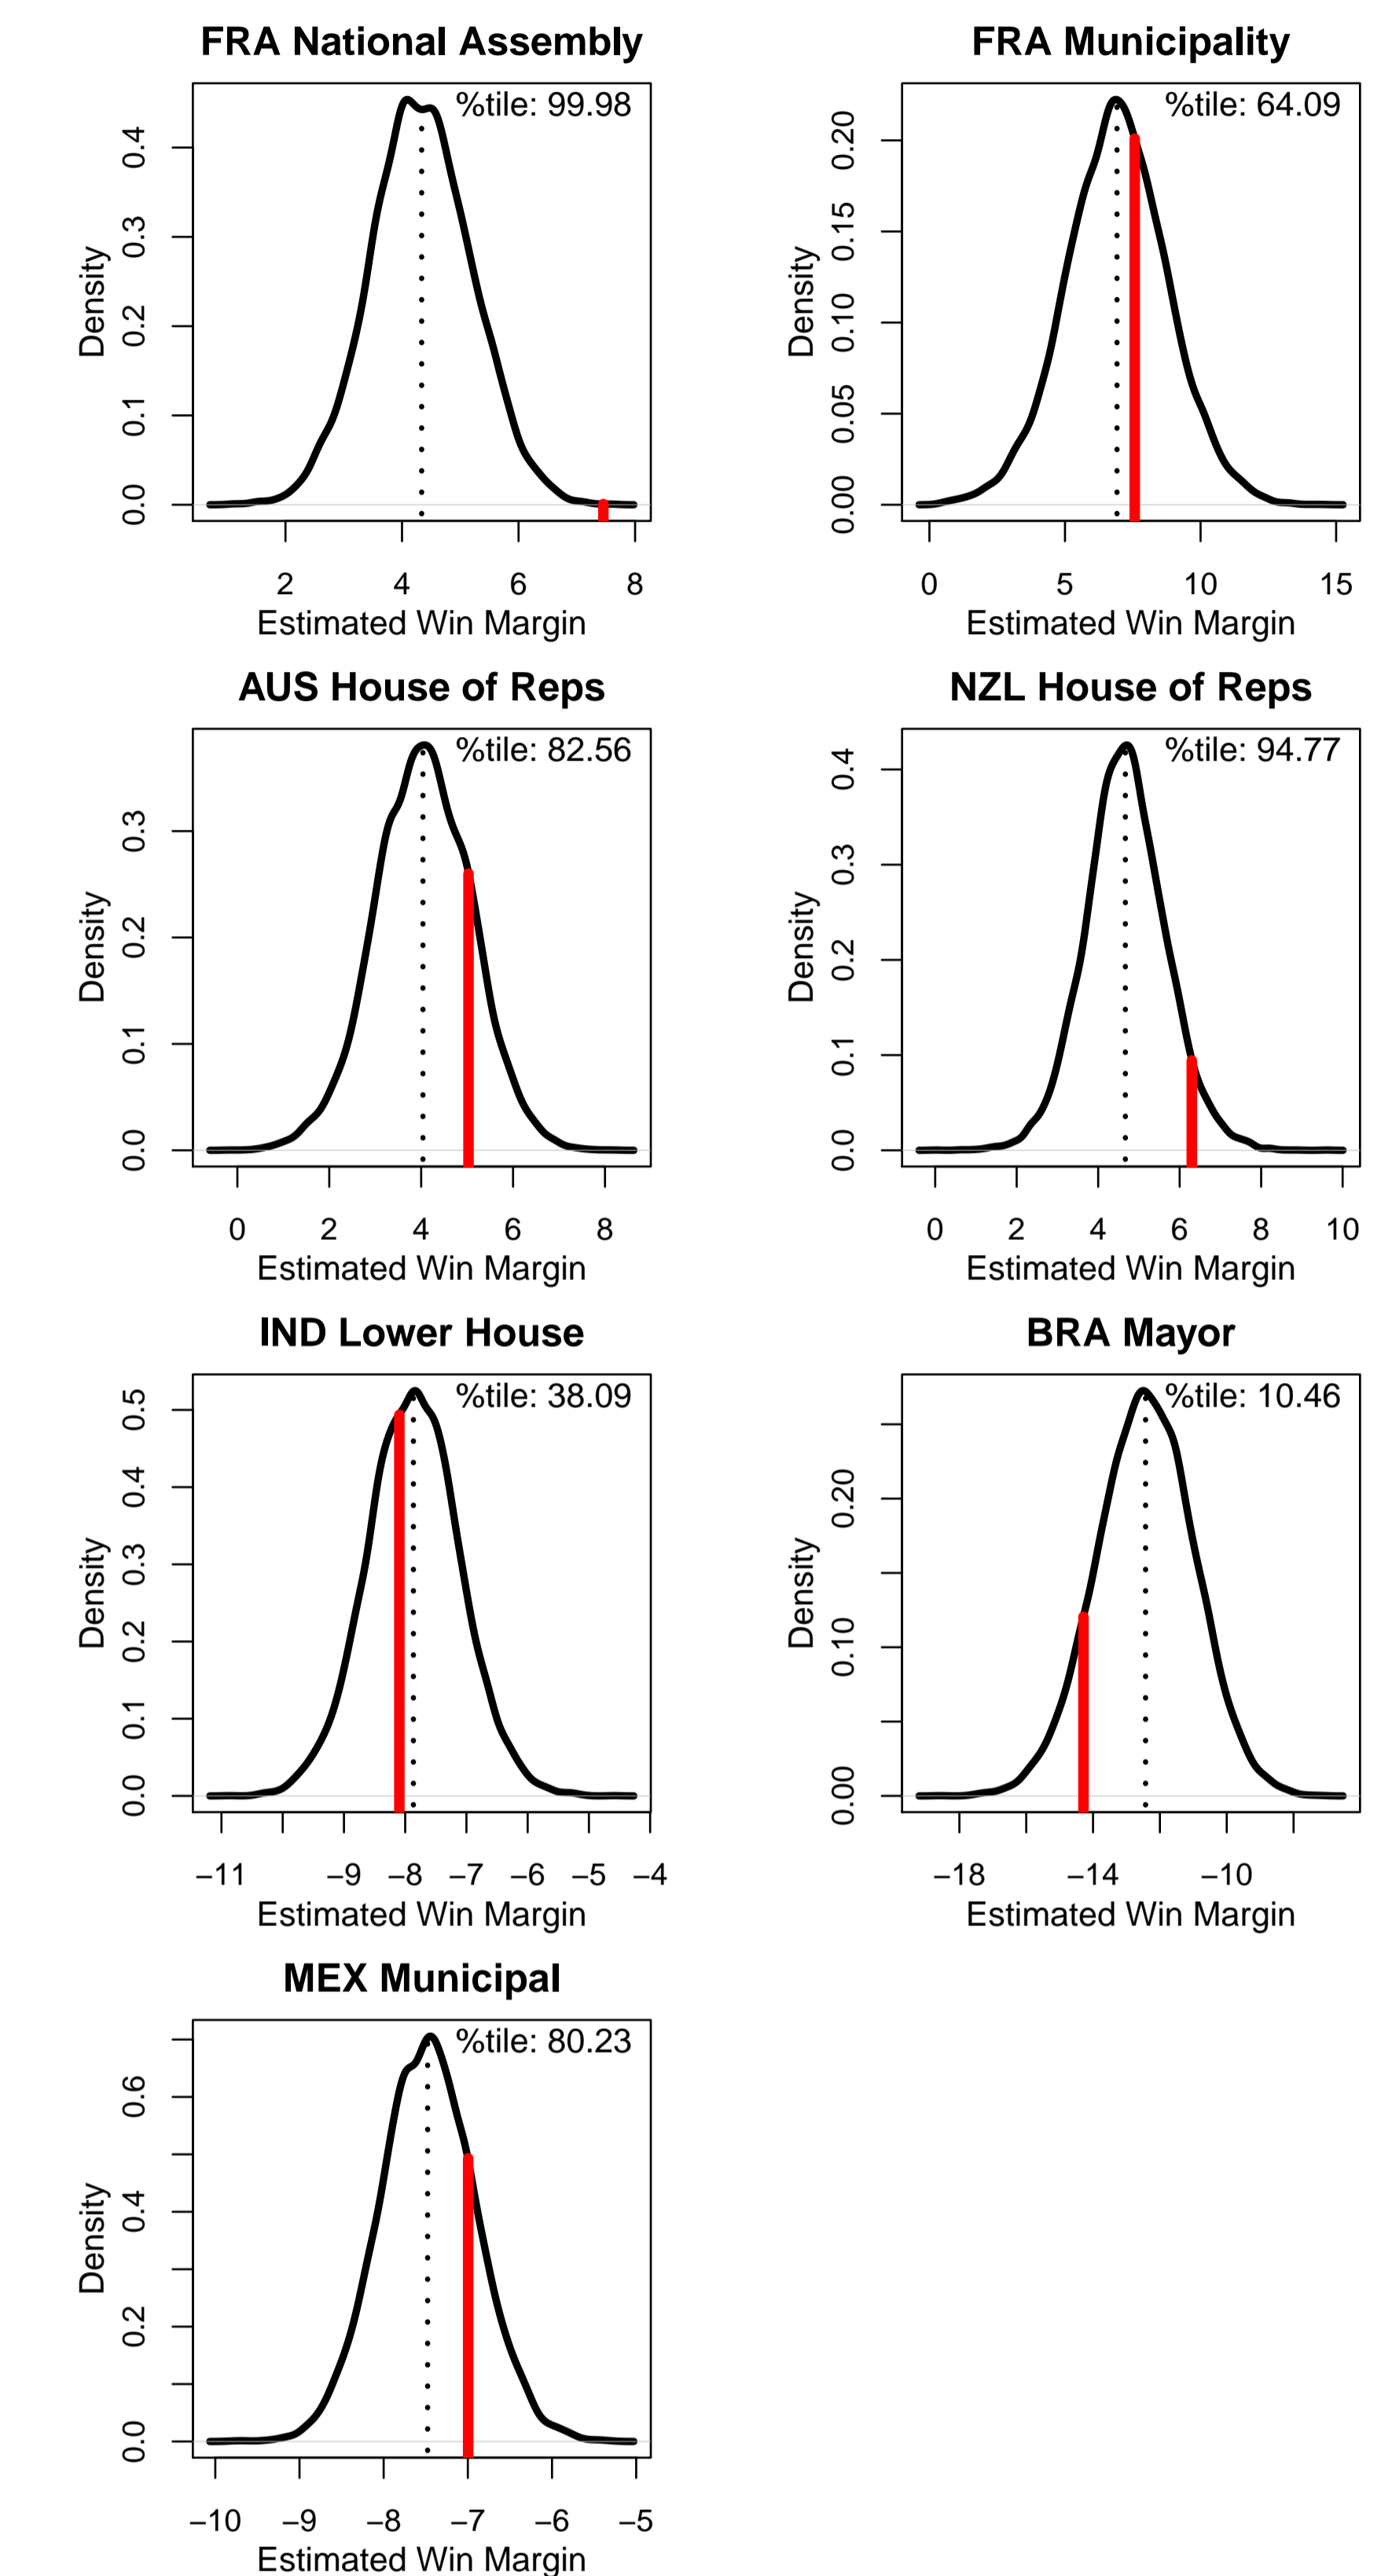 FRA National Assembly
%tile: 99.98
Density
0.0 0.1 0.2 0.3 0.4
2 4 6 8
Estimated Win Margin
FRA Municipality
%tile: 64.09
Density
0.00 0.05 0.10 0.15 0.20
0 5 10 15
Estimated Win Margin
AUS House of Reps
%tile: 82.56
Density
0.0 0.1 0.2 0.3
0 2 4 6 8
Estimated Win Margin
NZL House of Reps
%tile: 94.77
Density
0.0 0.1 0.2 0.3 0.4
0 2 4 6 8 10
Estimated Win Margin
IND Lower House
%tile: 38.09
Density
0.0 0.1 0.2 0.3 0.4 0.5
−11 −9 −8 −7 −6 −5 −4
Estimated Win Margin
BRA Mayor
%tile: 10.46
Density
0.00 0.10 0.20
−18 −14 −10
Estimated Win Margin
MEX Municipal
%tile: 80.23
Density
0.0 0.2 0.4 0.6
−10 −9 −8 −7 −6 −5
Estimated Win Margin